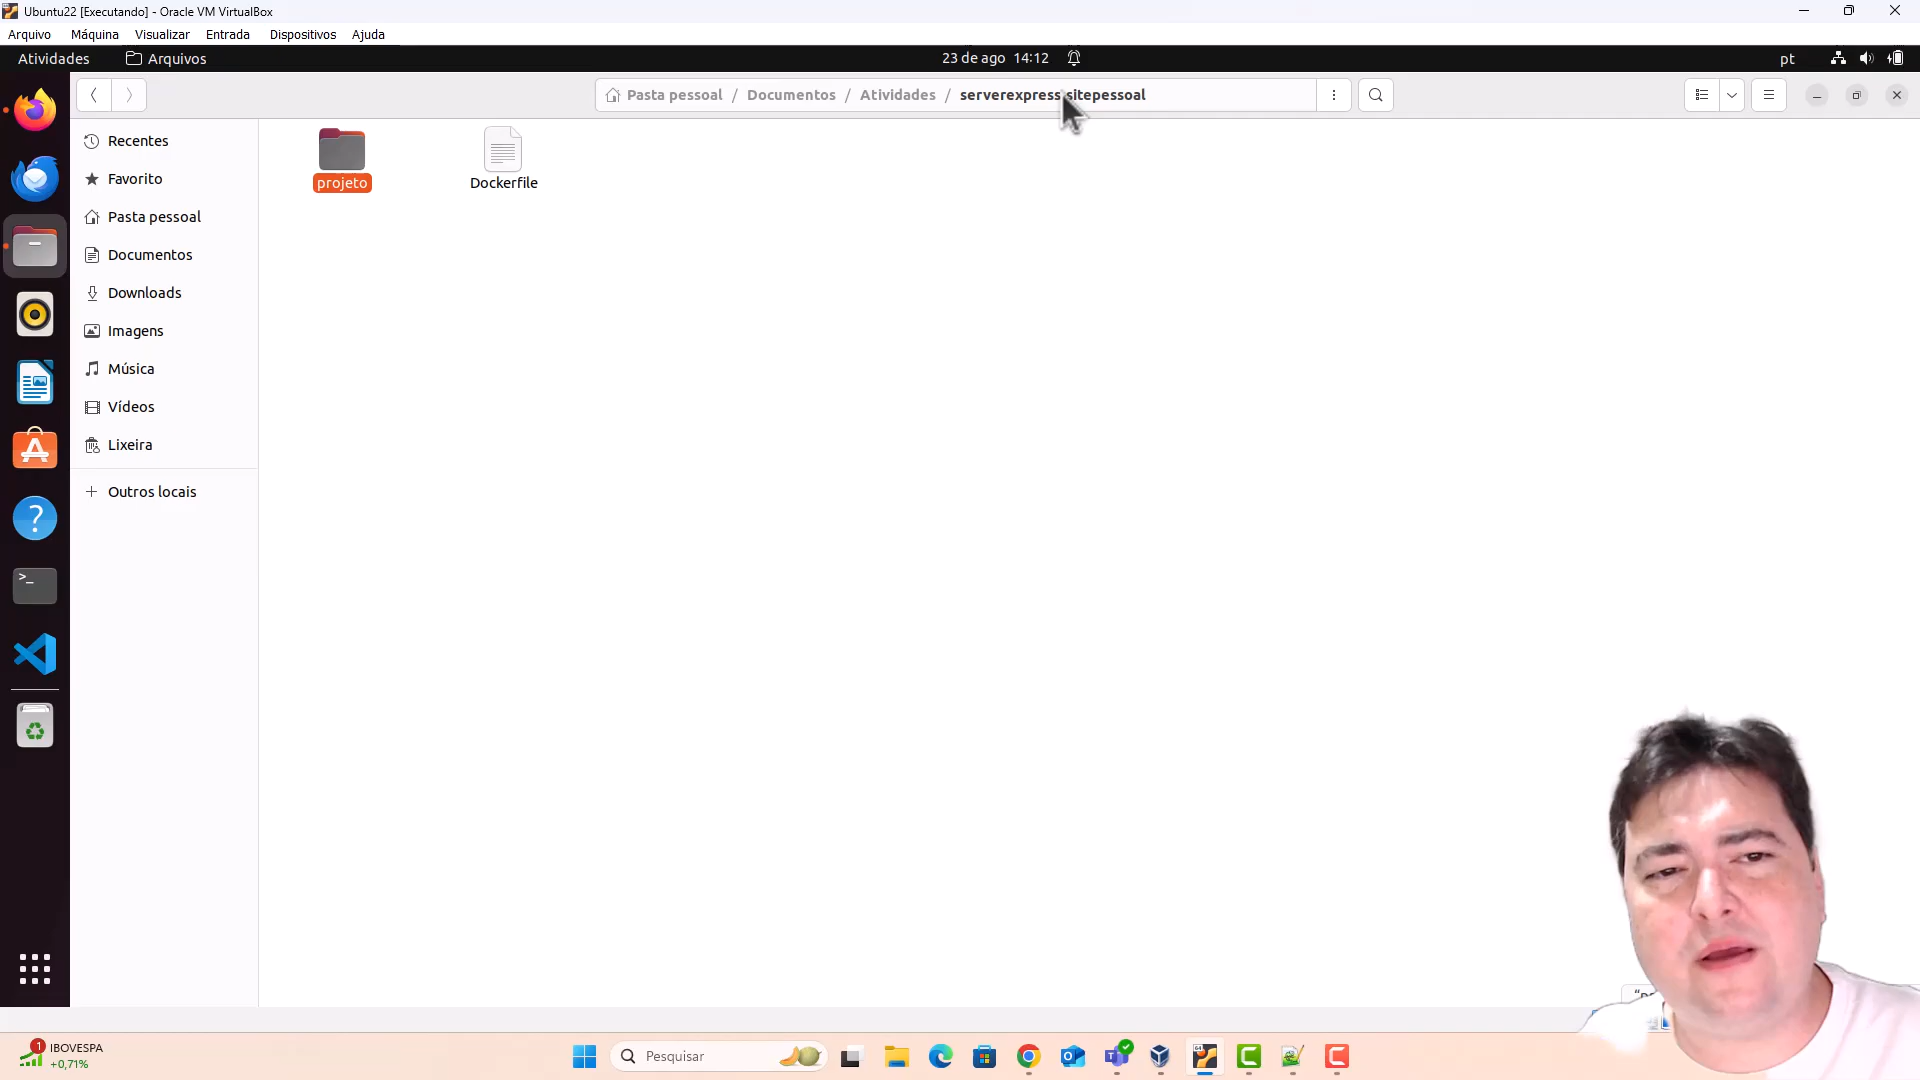 Ubuntu22 [Executando] - Oracle VM VirtualBox
Arquivo Máquina Visualizar Entrada Dispositivos Ajuda
Atividades Arquivos 23 de ago 14:12 pt
Pasta pessoal / Documentos / Atividades / serverexpress.sitepessoal
Recentes
Favorito
Pasta pessoal
Documentos
Downloads
Imagens
Música
Vídeos
Lixeira
+ Outros locais
projeto
Dockerfile
1 IBOVESPA
+0,71%
Pesquisar